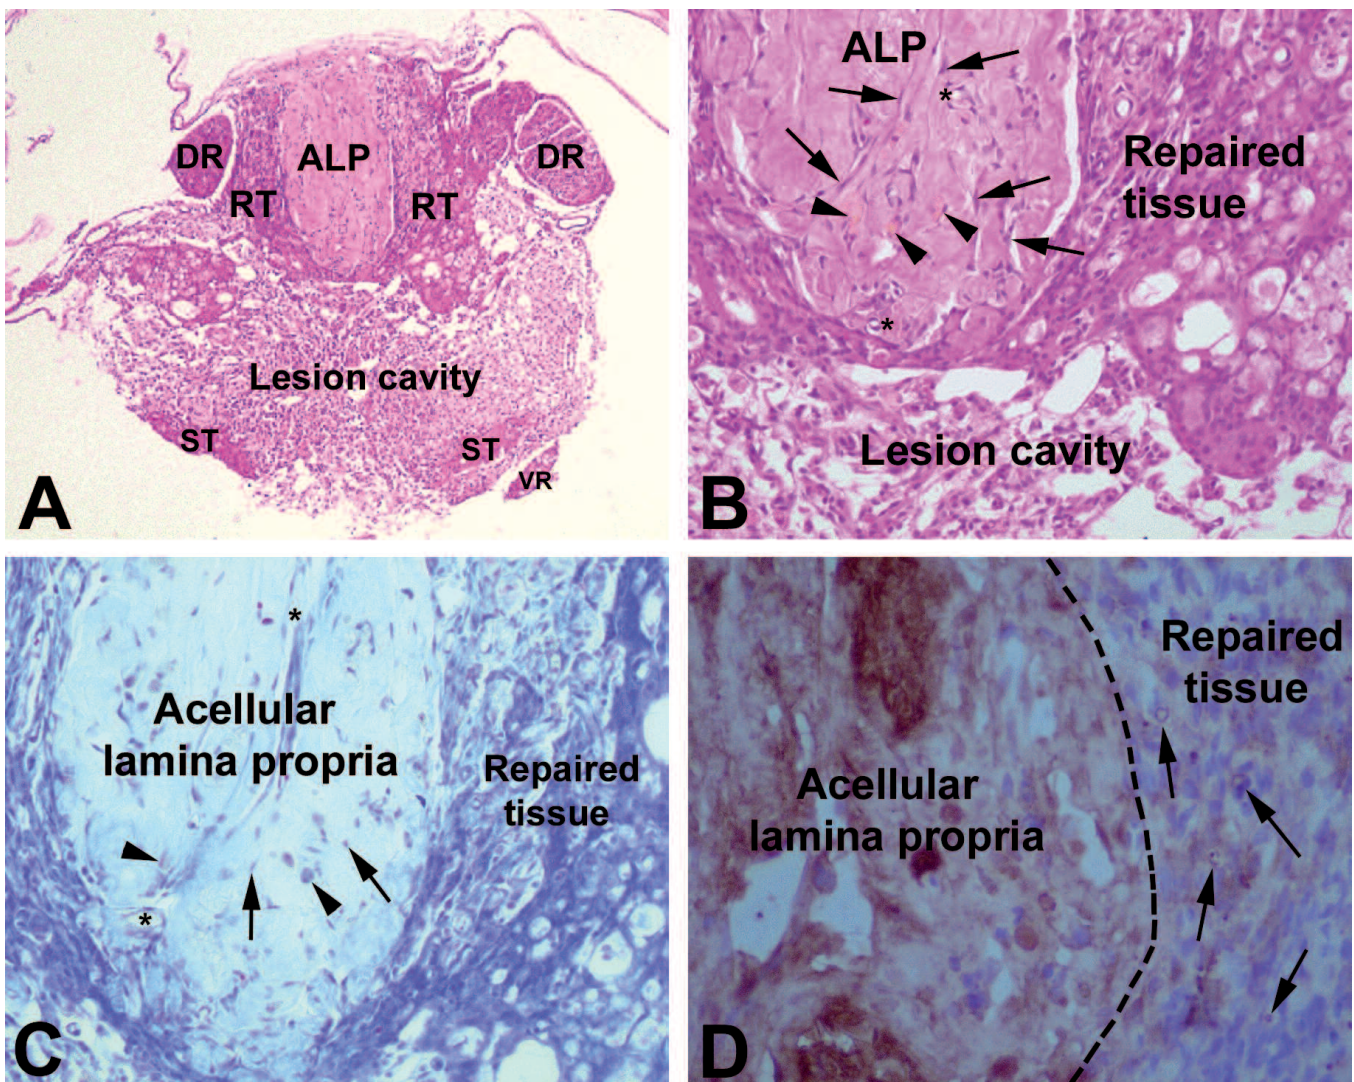 DR
ALP
DR
RT
RT
Lesion cavity
ST
ST
VR
A
ALP
*
Repaired
tissue
*
Lesion cavity
B
*
Acellular
lamina propria
Repaired
tissue
*
C
Repaired
tissue
Acellular
lamina propria
D